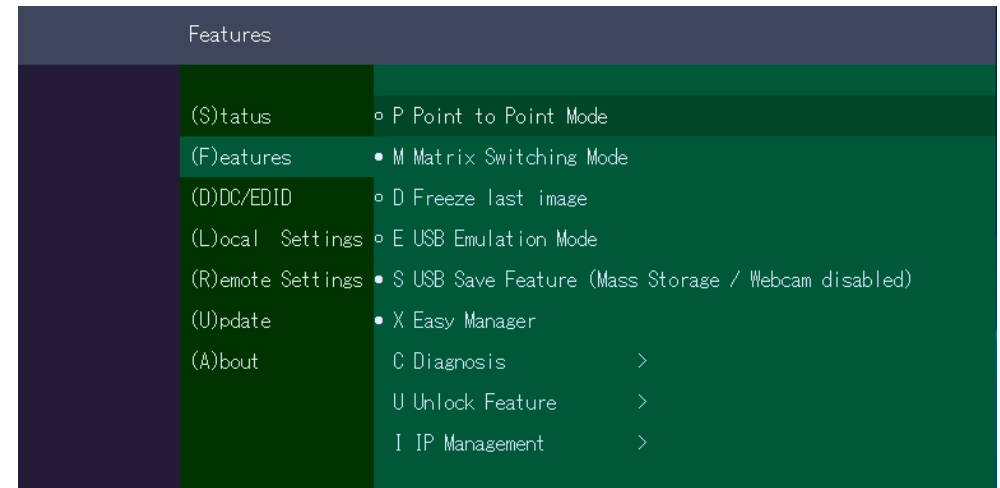 Features
(S)tatus ○ P Point to Point Mode
(F)eatures ● M Matrix Switching Mode
(D)DC/EDID ○ D Freeze last image
(L)ocal Settings ○ E USB Emulation Mode
(R)emote Settings ● S USB Save Feature (Mass Storage / Webcam disabled)
(U)pdate ● X Easy Manager
(A)bout C Diagnosis >
U Unlock Feature >
I IP Management >